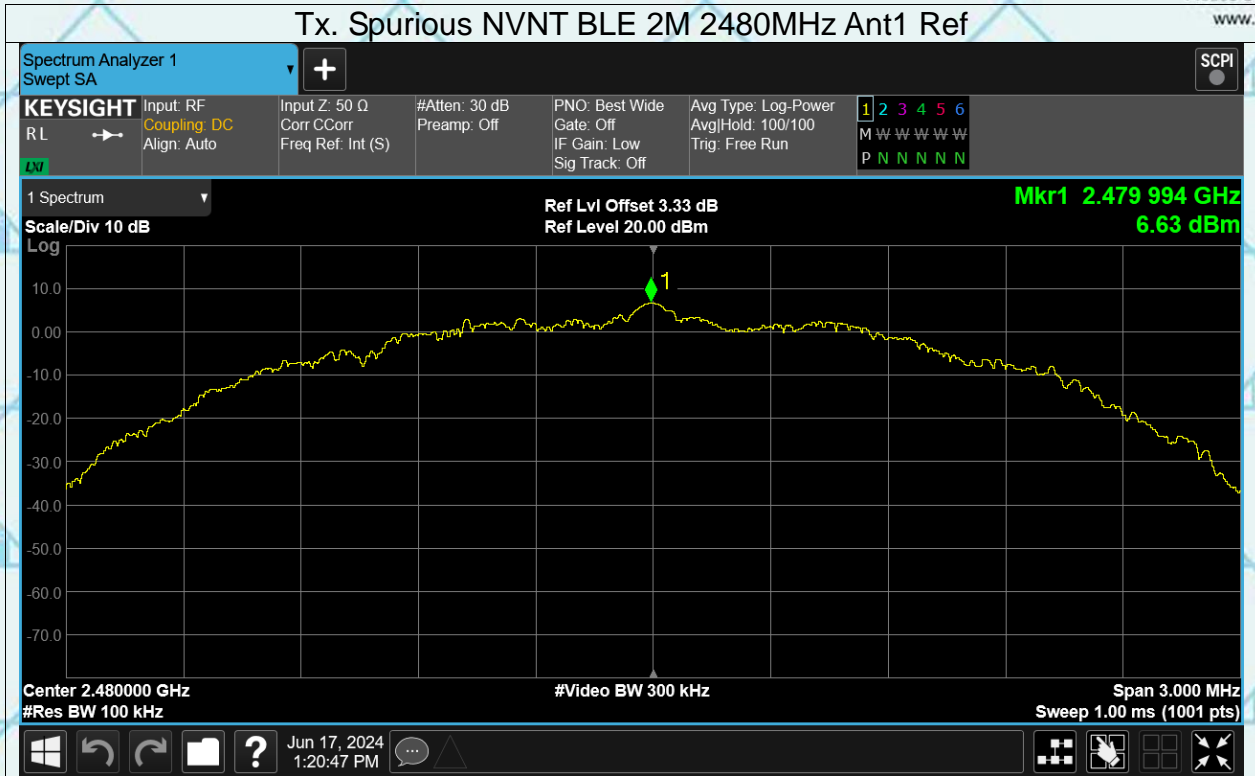 Tx. Spurious NVNT BLE 2M 2480MHz Ant1 Ref
www.
Spectrum Analyzer 1
Swept SA
SCPI
KEYSIGHT
R L
LXI
Input: RF
Coupling: DC
Align: Auto
Input Z: 50 Ω
Corr CCorr
Freq Ref: Int (S)
#Atten: 30 dB
Preamp: Off
PNO: Best Wide
Gate: Off
IF Gain: Low
Sig Track: Off
Avg Type: Log-Power
Avg|Hold: 100/100
Trig: Free Run
1 2 3 4 5 6
M W W W W W
P N N N N N
1 Spectrum
Scale/Div 10 dB
Ref Lvl Offset 3.33 dB
Ref Level 20.00 dBm
Mkr1 2.479 994 GHz
6.63 dBm
Log
1
10.0
0.00
-10.0
-20.0
-30.0
-40.0
-50.0
-60.0
-70.0
Center 2.480000 GHz
#Res BW 100 kHz
#Video BW 300 kHz
Span 3.000 MHz
Sweep 1.00 ms (1001 pts)
?
Jun 17, 2024
1:20:47 PM